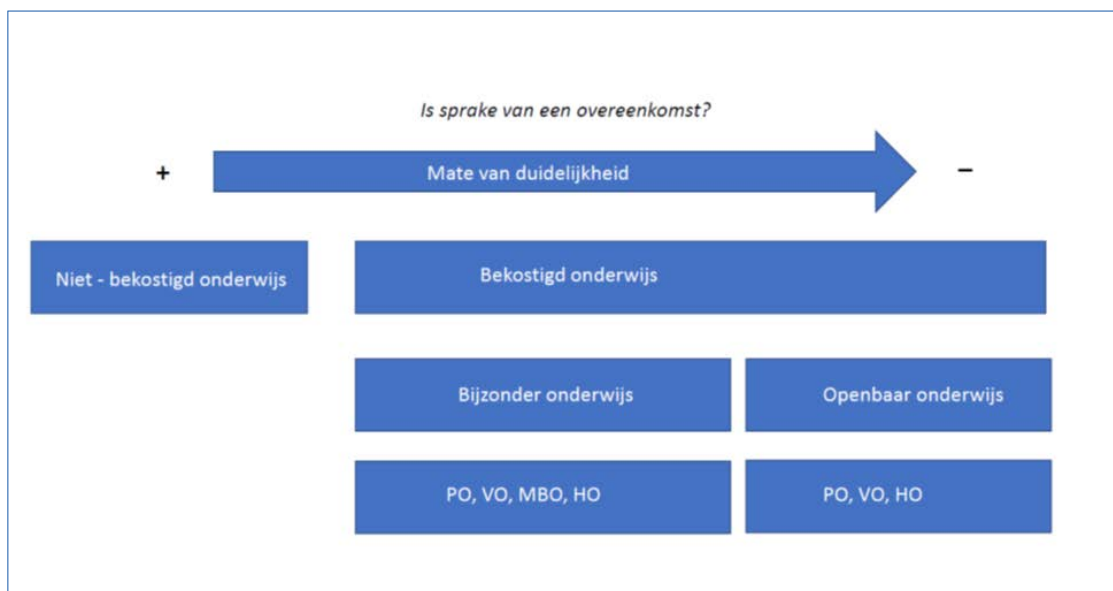 Is sprake van een overeenkomst?
+
Mate van duidelijkheid
–
Niet - bekostigd onderwijs
Bekostigd onderwijs
Bijzonder onderwijs
Openbaar onderwijs
PO, VO, MBO, HO
PO, VO, HO